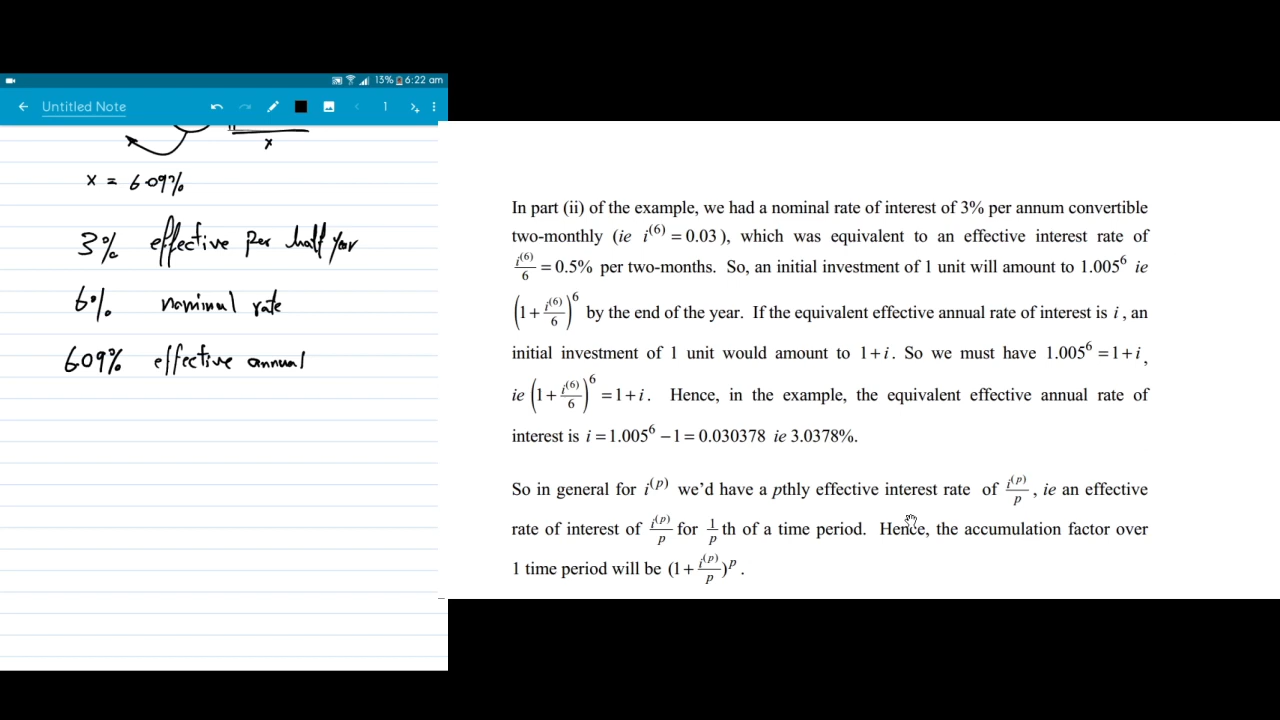 13% 6:22 am
Untitled Note
1
x
x = 6.09%
3% effective per half year
6% nominal rate
6.09% effective annual
In part (ii) of the example, we had a nominal rate of interest of 3% per annum convertible
two-monthly (ie i^(6) = 0.03), which was equivalent to an effective interest rate of
i^(6)/6 = 0.5% per two-months. So, an initial investment of 1 unit will amount to 1.005^6 ie
(1 + i^(6)/6)^6 by the end of the year. If the equivalent effective annual rate of interest is i, an
initial investment of 1 unit would amount to 1+i. So we must have 1.005^6 = 1+i,
ie (1 + i^(6)/6)^6 = 1+i. Hence, in the example, the equivalent effective annual rate of
interest is i = 1.005^6 − 1 = 0.030378 ie 3.0378%.
So in general for i^(p) we'd have a pthly effective interest rate of i^(p)/p, ie an effective
rate of interest of i^(p)/p for 1/p th of a time period. Hence, the accumulation factor over
1 time period will be (1 + i^(p)/p)^p.